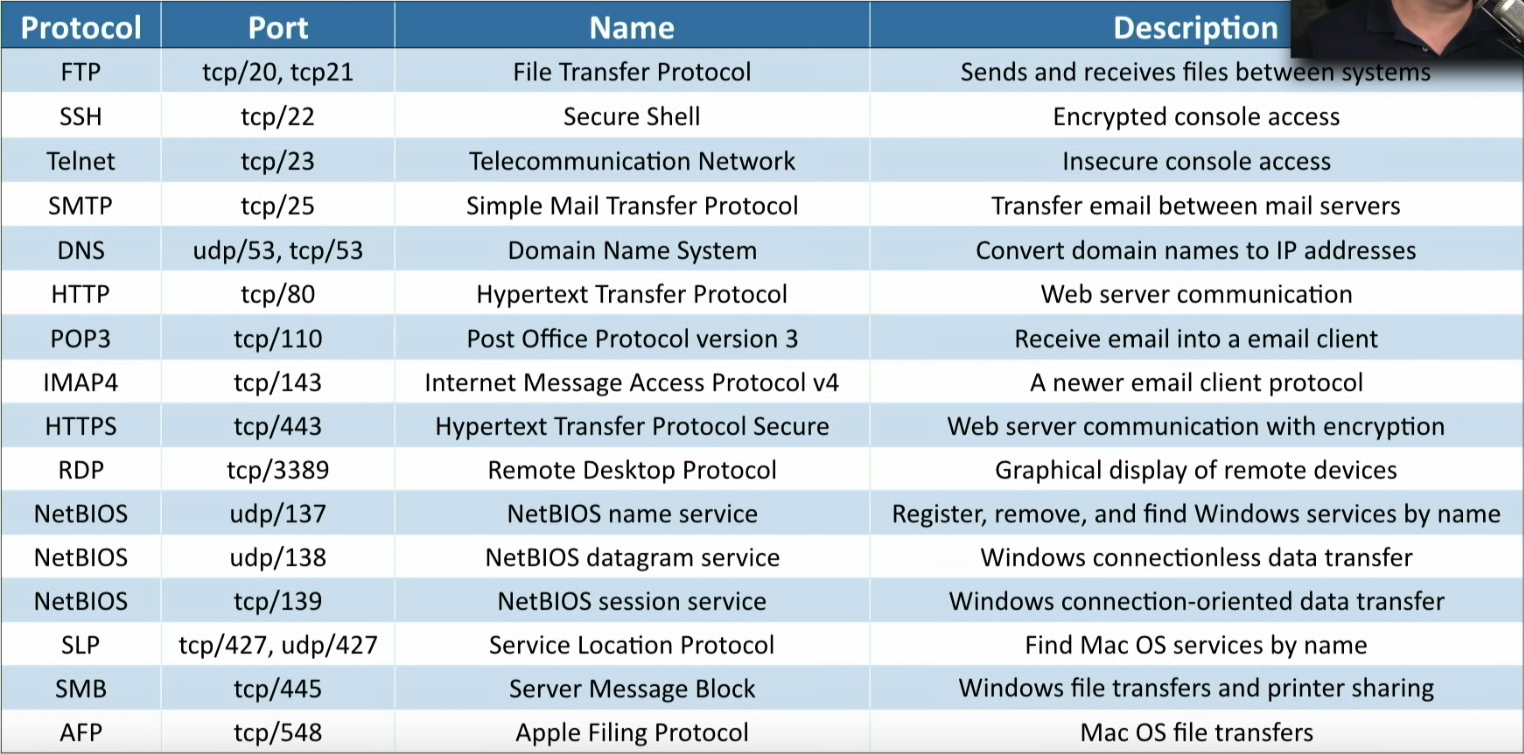 Protocol Port Name Description
FTP tcp/20, tcp21 File Transfer Protocol Sends and receives files between systems
SSH tcp/22 Secure Shell Encrypted console access
Telnet tcp/23 Telecommunication Network Insecure console access
SMTP tcp/25 Simple Mail Transfer Protocol Transfer email between mail servers
DNS udp/53, tcp/53 Domain Name System Convert domain names to IP addresses
HTTP tcp/80 Hypertext Transfer Protocol Web server communication
POP3 tcp/110 Post Office Protocol version 3 Receive email into a email client
IMAP4 tcp/143 Internet Message Access Protocol v4 A newer email client protocol
HTTPS tcp/443 Hypertext Transfer Protocol Secure Web server communication with encryption
RDP tcp/3389 Remote Desktop Protocol Graphical display of remote devices
NetBIOS udp/137 NetBIOS name service Register, remove, and find Windows services by name
NetBIOS udp/138 NetBIOS datagram service Windows connectionless data transfer
NetBIOS tcp/139 NetBIOS session service Windows connection-oriented data transfer
SLP tcp/427, udp/427 Service Location Protocol Find Mac OS services by name
SMB tcp/445 Server Message Block Windows file transfers and printer sharing
AFP tcp/548 Apple Filing Protocol Mac OS file transfers